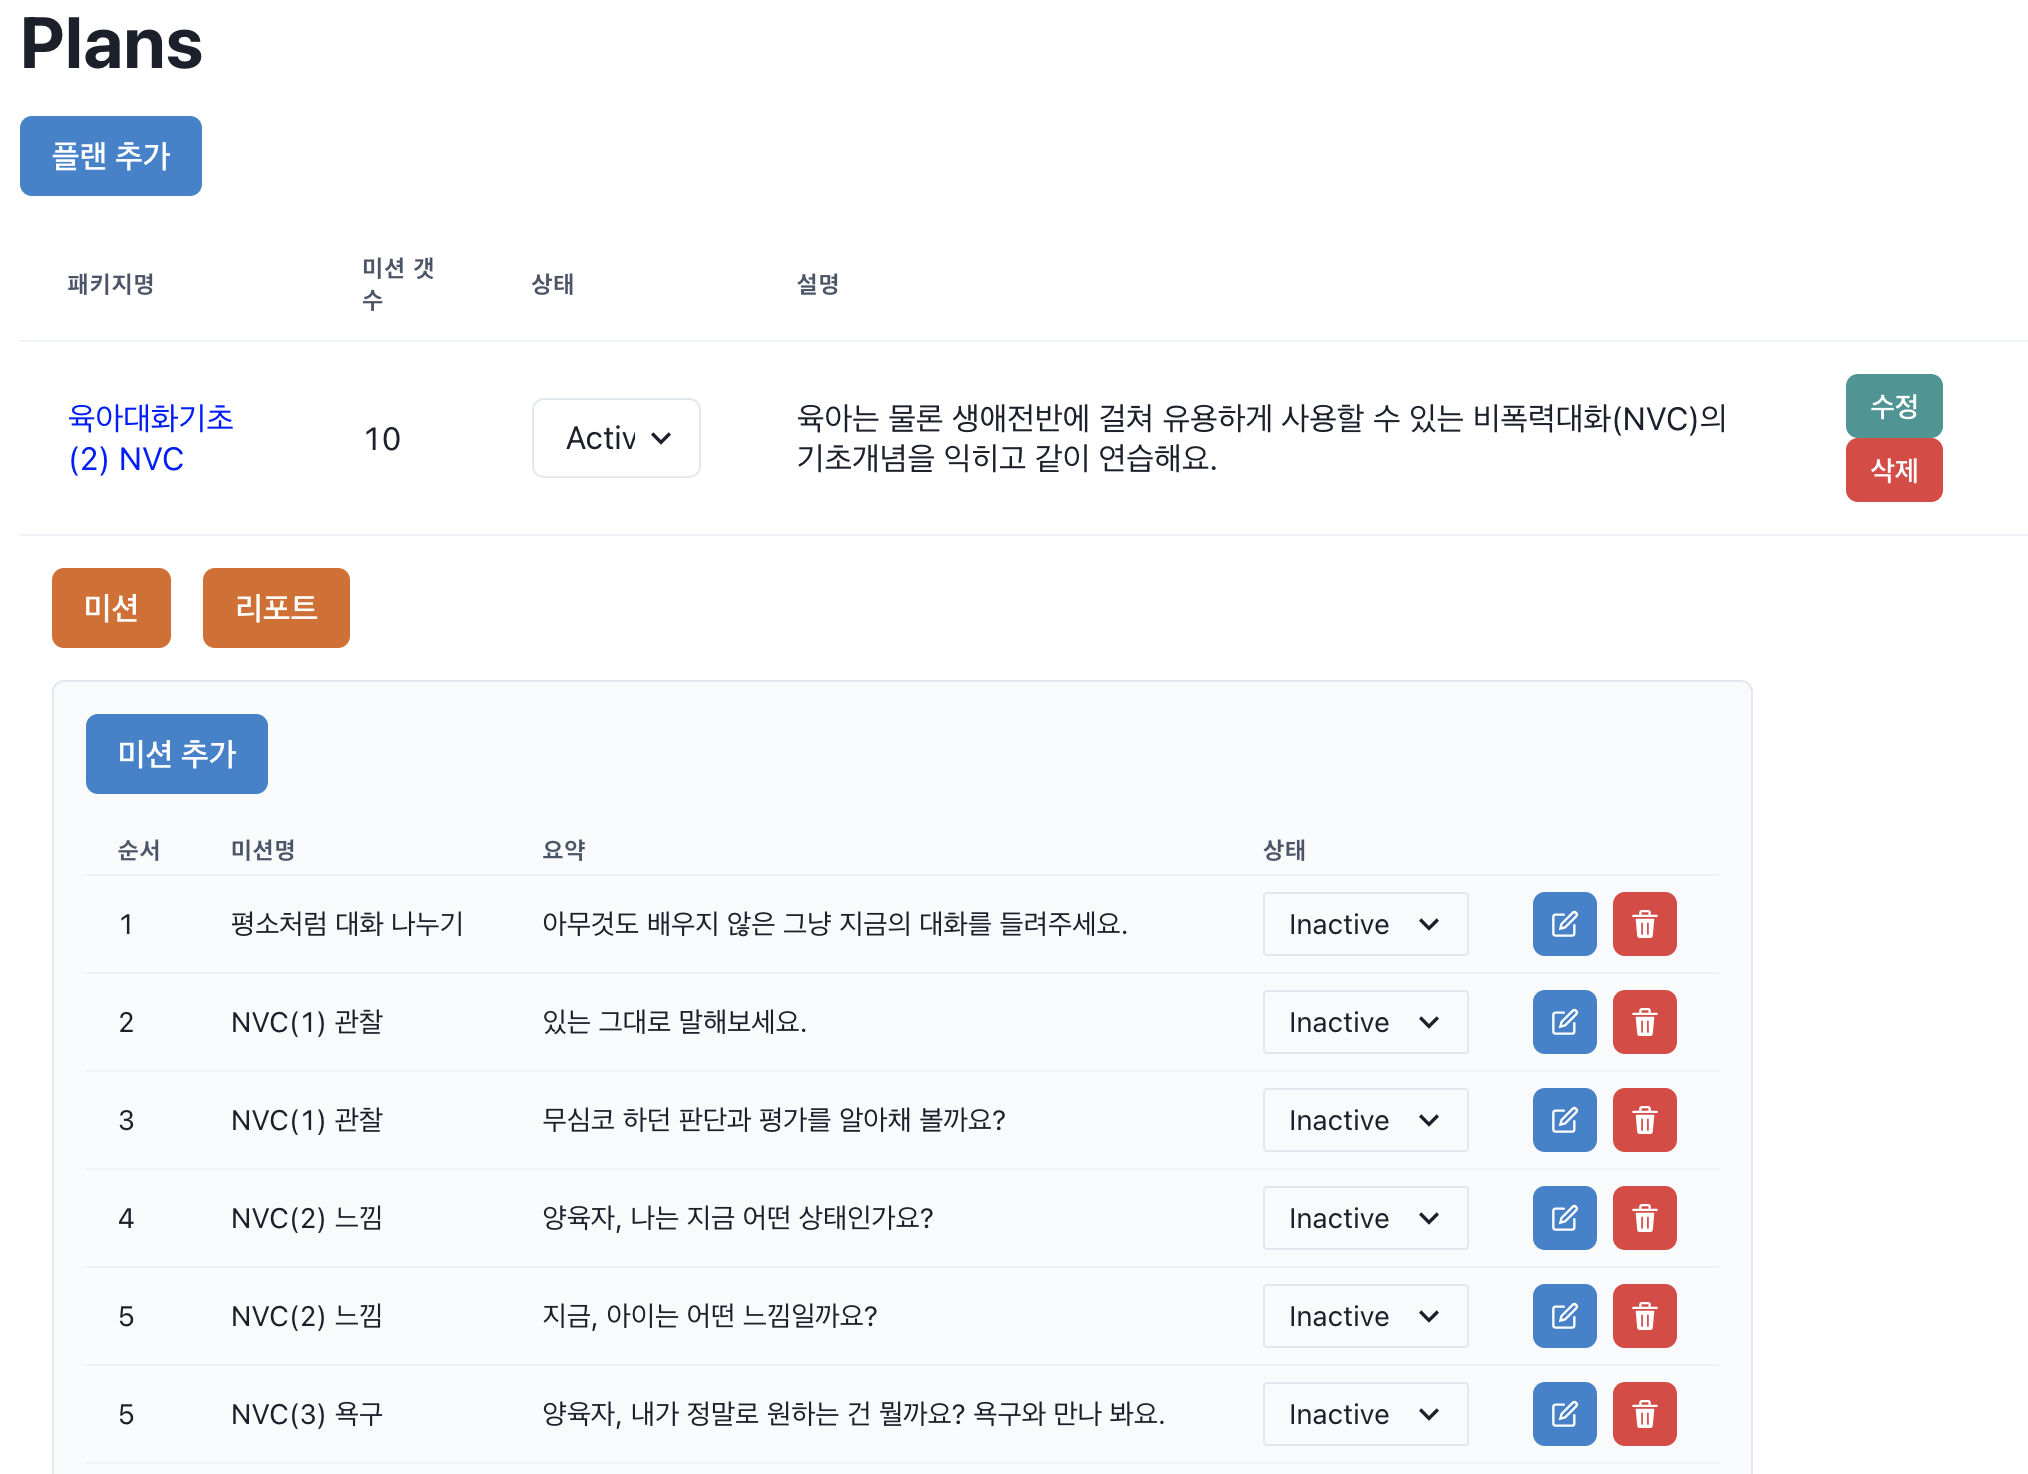 Plans
플랜 추가
패키지명
미션 갯
수
상태
설명
육아대화기초
(2) NVC
10
Activ
육아는 물론 생애전반에 걸쳐 유용하게 사용할 수 있는 비폭력대화(NVC)의
기초개념을 익히고 같이 연습해요.
수정
삭제
미션
리포트
미션 추가
순서 미션명 요약 상태
1 평소처럼 대화 나누기 아무것도 배우지 않은 그냥 지금의 대화를 들려주세요. Inactive
2 NVC(1) 관찰 있는 그대로 말해보세요. Inactive
3 NVC(1) 관찰 무심코 하던 판단과 평가를 알아채 볼까요? Inactive
4 NVC(2) 느낌 양육자, 나는 지금 어떤 상태인가요? Inactive
5 NVC(2) 느낌 지금, 아이는 어떤 느낌일까요? Inactive
5 NVC(3) 욕구 양육자, 내가 정말로 원하는 건 뭘까요? 욕구와 만나 봐요. Inactive